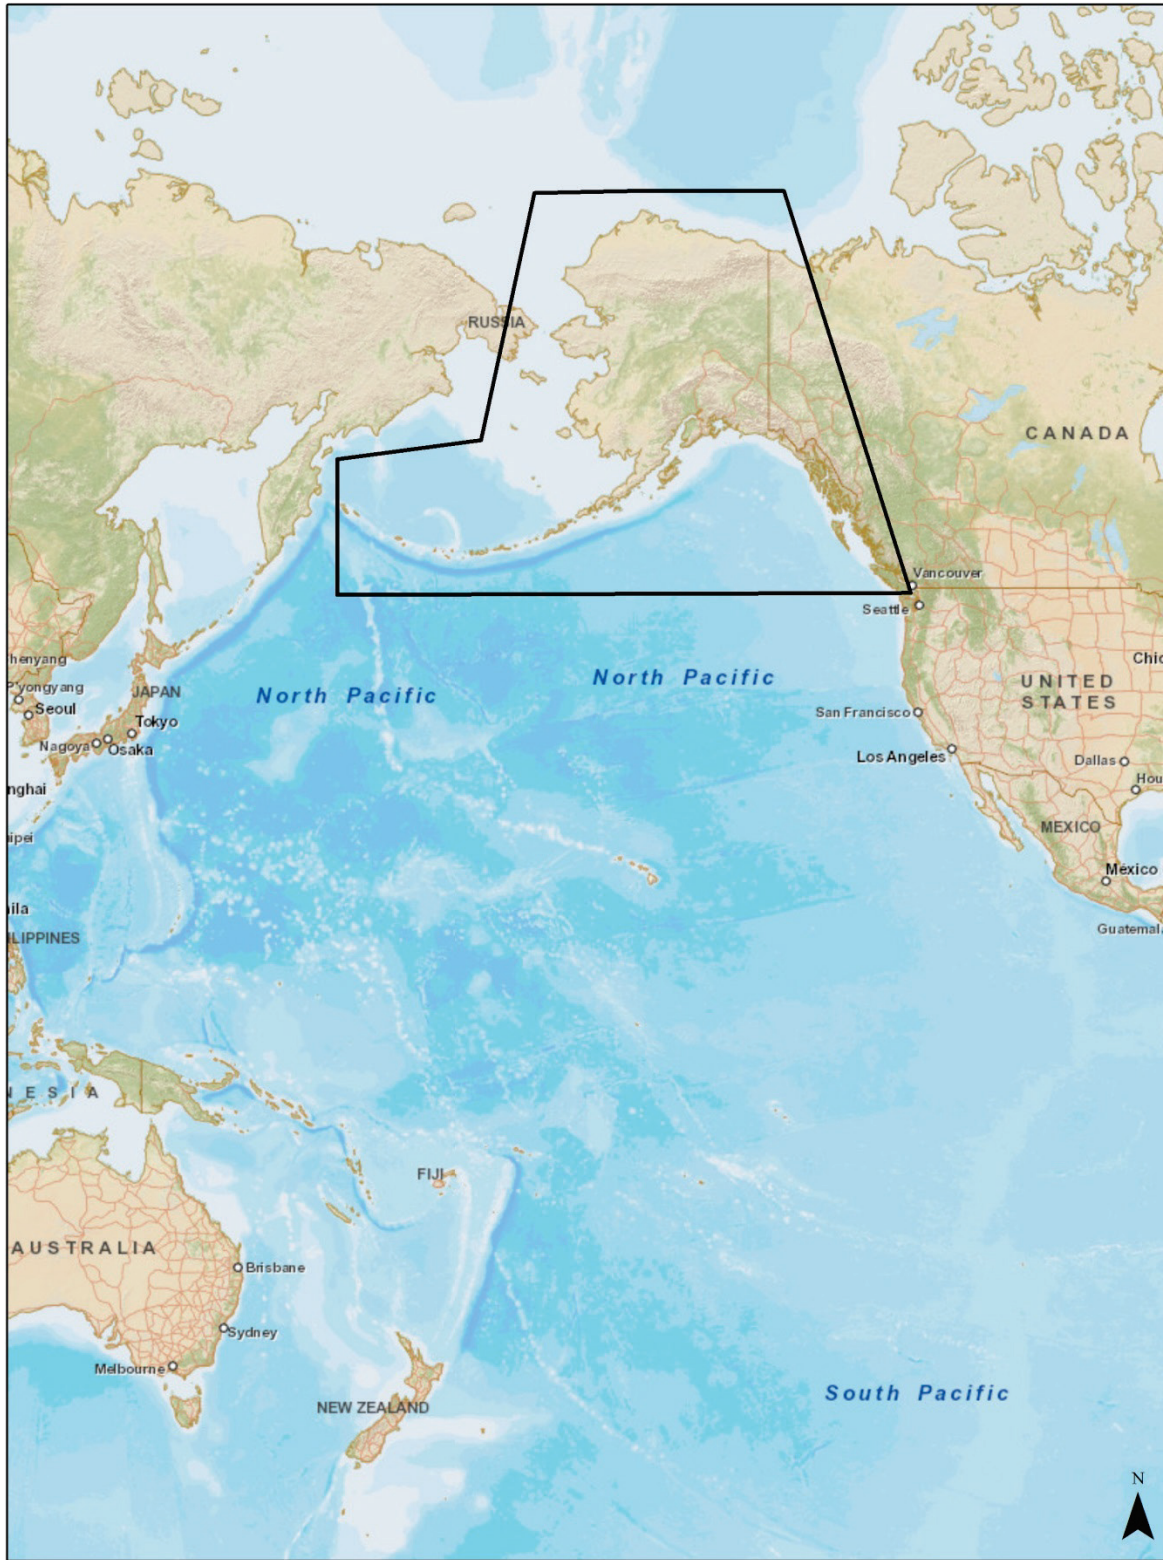 RUSSIA
CANADA
Vancouver
Seattle
henyang
Chic
P'yongyang
North Pacific
UNITED
STATES
JAPAN
North Pacific
Seoul
Tokyo
San Francisco
Nagoya
Osaka
Los Angeles
Dallas
Hou
nghai
MEXICO
ipei
México
ila
Guatemala
ILIPPINES
NESIA
FIJI
AUSTRALIA
Brisbane
Sydney
Melbourne
South Pacific
NEW ZEALAND
N